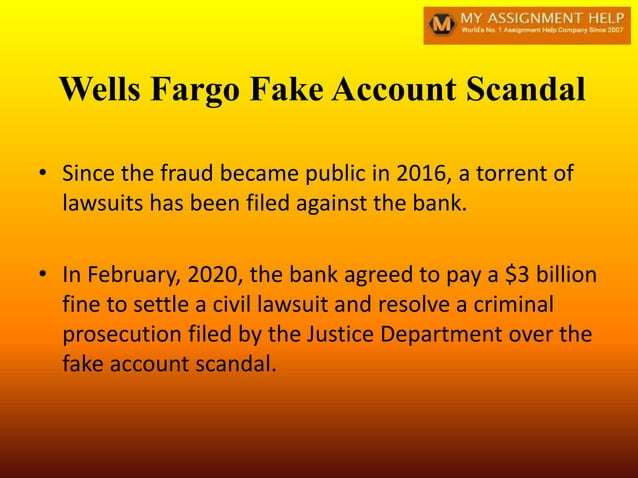 MY ASSIGNMENT HELP
World's No. 1 Assignment Help Company Since 2007
Wells Fargo Fake Account Scandal
• Since the fraud became public in 2016, a torrent of
lawsuits has been filed against the bank.
• In February, 2020, the bank agreed to pay a $3 billion
fine to settle a civil lawsuit and resolve a criminal
prosecution filed by the Justice Department over the
fake account scandal.